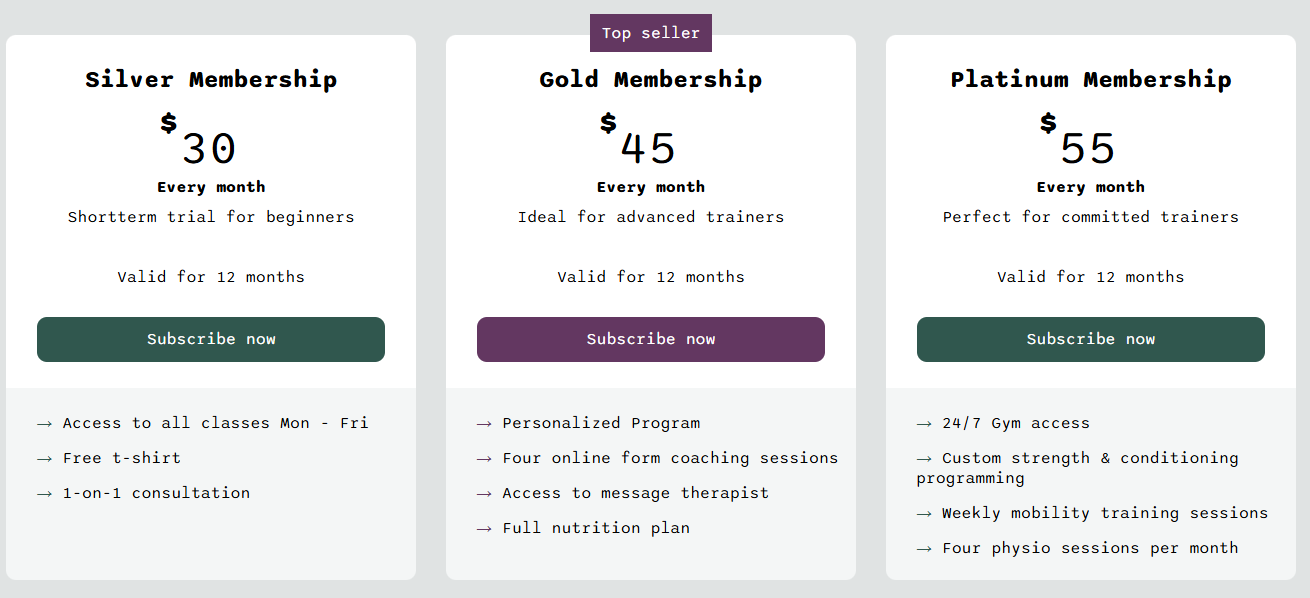 Top seller
Silver Membership
$30
Every month
Shortterm trial for beginners
Valid for 12 months
Subscribe now
→ Access to all classes Mon - Fri
→ Free t-shirt
→ 1-on-1 consultation
Gold Membership
$45
Every month
Ideal for advanced trainers
Valid for 12 months
Subscribe now
→ Personalized Program
→ Four online form coaching sessions
→ Access to message therapist
→ Full nutrition plan
Platinum Membership
$55
Every month
Perfect for committed trainers
Valid for 12 months
Subscribe now
→ 24/7 Gym access
→ Custom strength & conditioning
programming
→ Weekly mobility training sessions
→ Four physio sessions per month